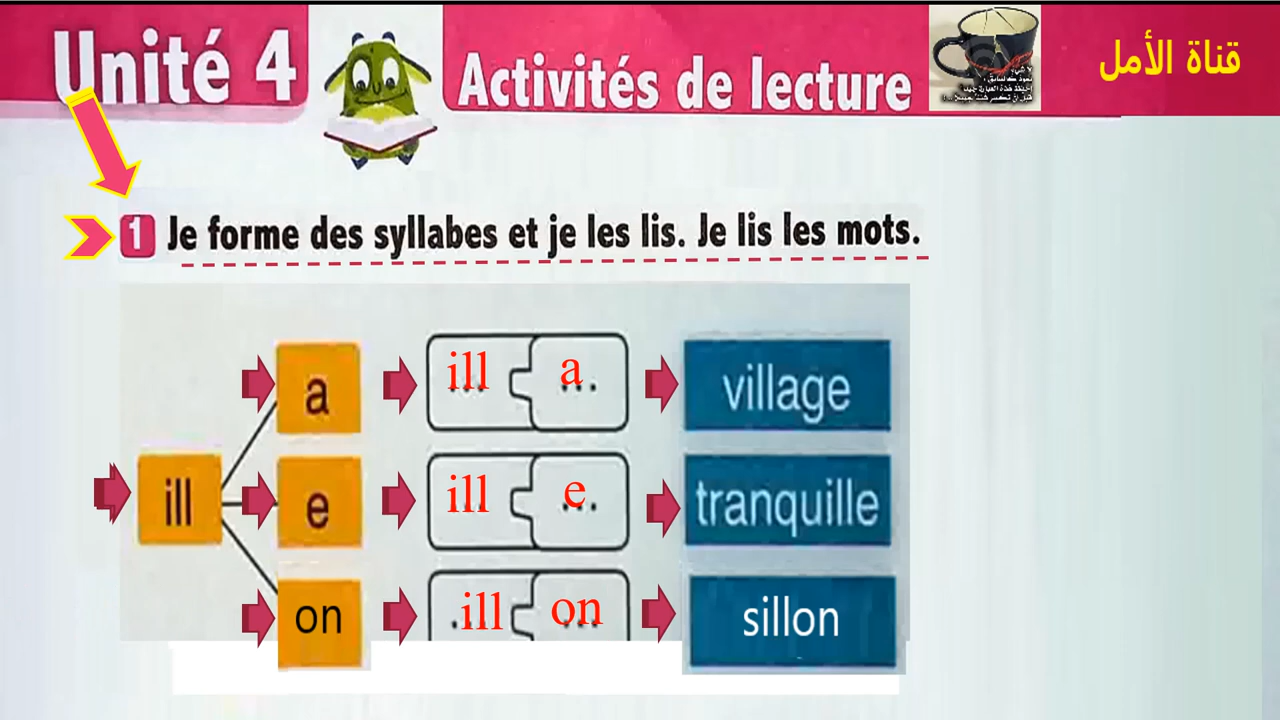 Unité 4
Activités de lecture
قناة الأمل
1 Je forme des syllabes et je les lis. Je lis les mots.
a ill... a... village
ill e ill e... tranquille
on .ill on... sillon